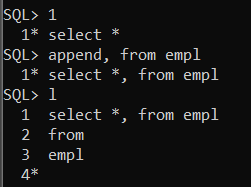 SQL> 1
  1* select *
SQL> append, from empl
  1* select *, from empl
SQL> l
  1  select *, from empl
  2  from
  3  empl
  4*